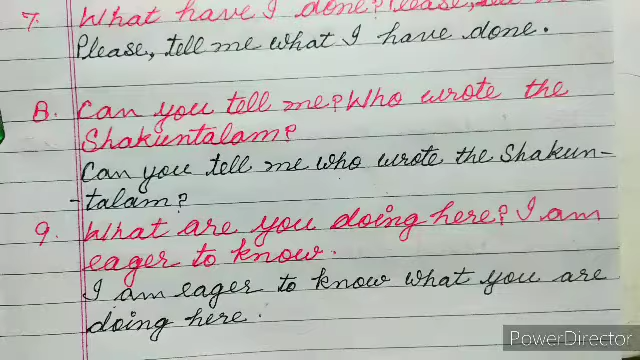 7. What have I done? Please,
Please, tell me what I have done.
8. Can you tell me? Who wrote the
Shakuntalam?
Can you tell me who wrote the Shakun-
-talam?
9. What are you doing here? I am
eager to know.
I am eager to know what you are
doing here.
PowerDirector